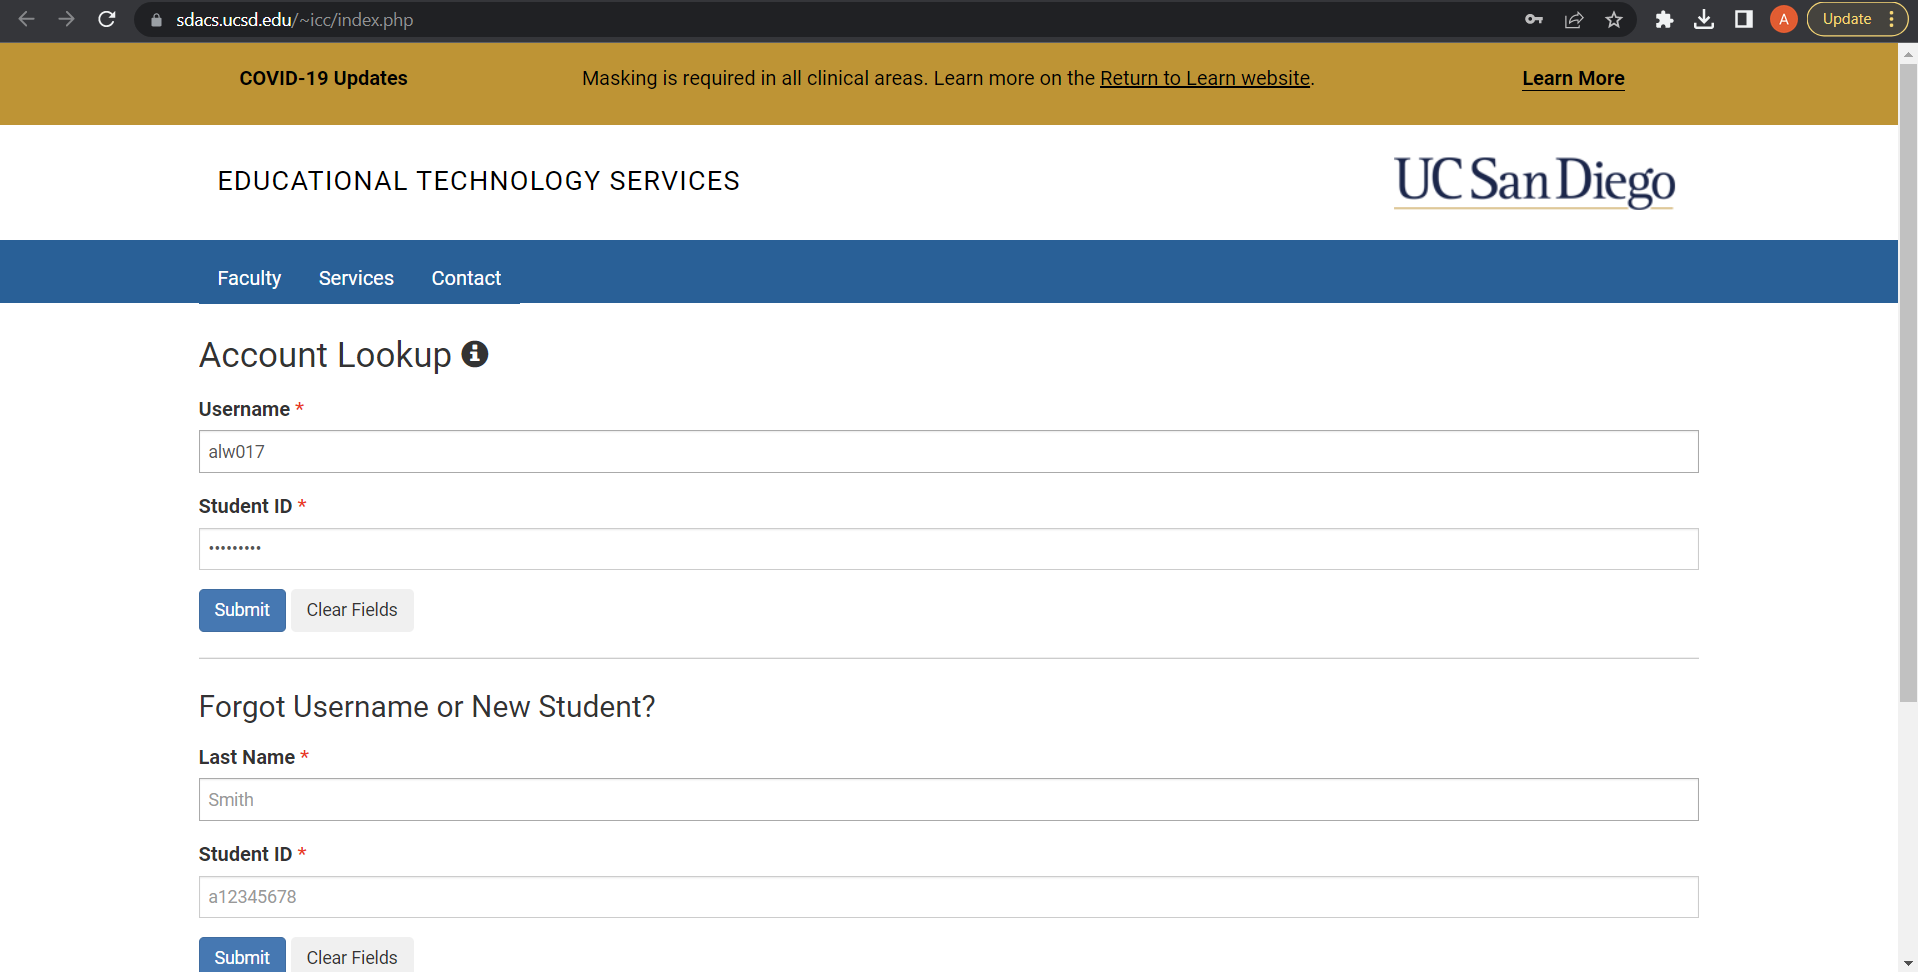 sdacs.ucsd.edu/~icc/index.php
A
Update
COVID-19 Updates
Masking is required in all clinical areas. Learn more on the Return to Learn website.
Learn More
EDUCATIONAL TECHNOLOGY SERVICES
UC San Diego
Faculty Services Contact
Account Lookup
Username *
alw017
Student ID *
•••••••••
Submit Clear Fields
Forgot Username or New Student?
Last Name *
Smith
Student ID *
a12345678
Submit Clear Fields